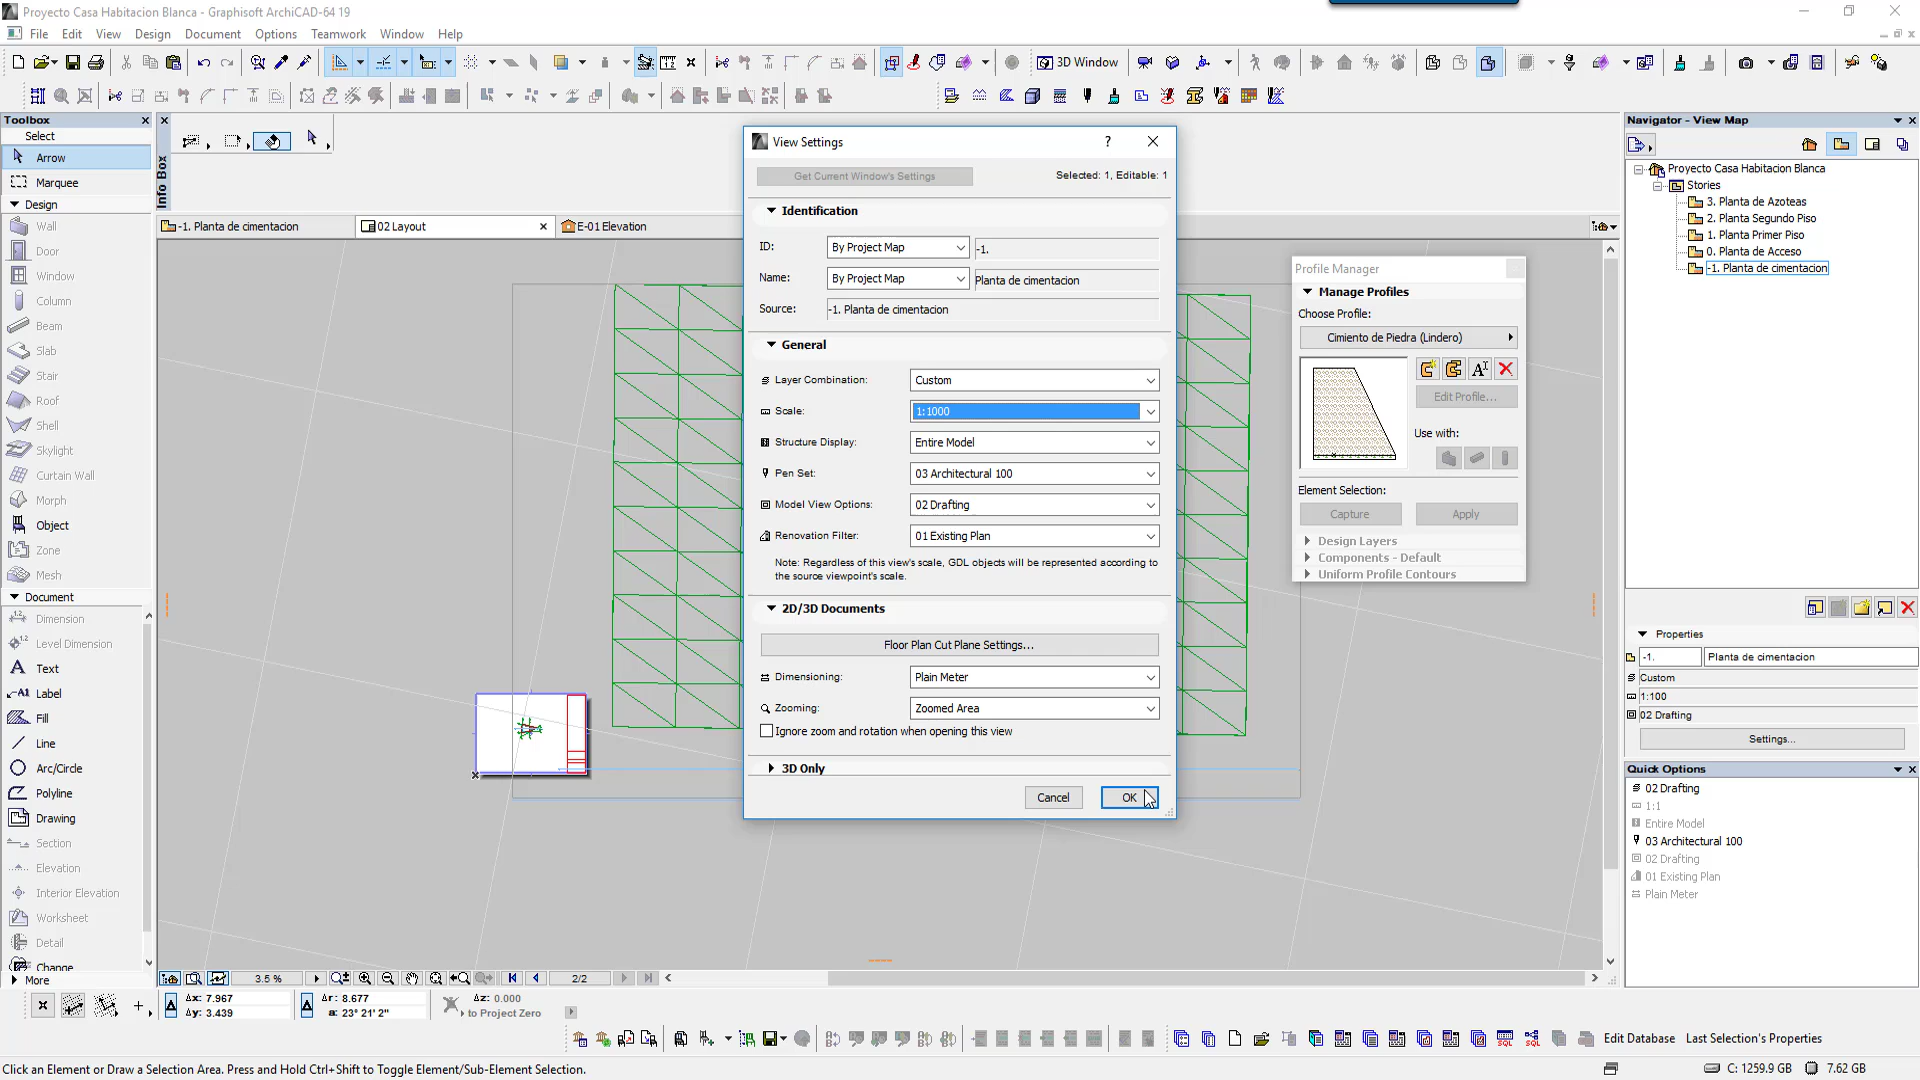 Proyecto Casa Habitacion Blanca - Graphisoft ArchiCAD-64 19
File Edit View Design Document Options Teamwork Window Help
3D Window
Toolbox
Select
Arrow
Marquee
Design
Wall
Door
Window
Column
Beam
Slab
Stair
Roof
Shell
Skylight
Curtain Wall
Morph
Object
Zone
Mesh
Document
Dimension
Level Dimension
Text
Label
Fill
Line
Arc/Circle
Polyline
Drawing
Section
Elevation
Interior Elevation
Worksheet
Detail
Change
More
Info Box
-1. Planta de cimentacion
02 Layout
E-01 Elevation
View Settings
Get Current Window's Settings
Selected: 1, Editable: 1
Identification
ID: By Project Map -1.
Name: By Project Map Planta de cimentacion
Source: -1. Planta de cimentacion
General
Layer Combination: Custom
Scale: 1:1000
Structure Display: Entire Model
Pen Set: 03 Architectural 100
Model View Options: 02 Drafting
Renovation Filter: 01 Existing Plan
Note: Regardless of this view's scale, GDL objects will be represented according to
the source viewpoint's scale.
2D/3D Documents
Floor Plan Cut Plane Settings...
Dimensioning: Plain Meter
Zooming: Zoomed Area
Ignore zoom and rotation when opening this view
3D Only
Cancel OK
Profile Manager
Manage Profiles
Choose Profile:
Cimiento de Piedra (Lindero)
Edit Profile...
Use with:
Element Selection:
Capture Apply
Design Layers
Components - Default
Uniform Profile Contours
Navigator - View Map
Proyecto Casa Habitacion Blanca
Stories
3. Planta de Azoteas
2. Planta Segundo Piso
1. Planta Primer Piso
0. Planta de Acceso
-1. Planta de cimentacion
Properties
-1. Planta de cimentacion
Custom
1:100
02 Drafting
Settings...
Quick Options
02 Drafting
1:1
Entire Model
03 Architectural 100
02 Drafting
01 Existing Plan
Plain Meter
3.5 %
2/2
Δx: 7.967
Δy: 3.439
Δr: 8.677
a: 23° 21' 2"
Δz: 0.000
to Project Zero
Edit Database Last Selection's Properties
Click an Element or Draw a Selection Area. Press and Hold Ctrl+Shift to Toggle Element/Sub-Element Selection.
C: 1259.9 GB
7.62 GB